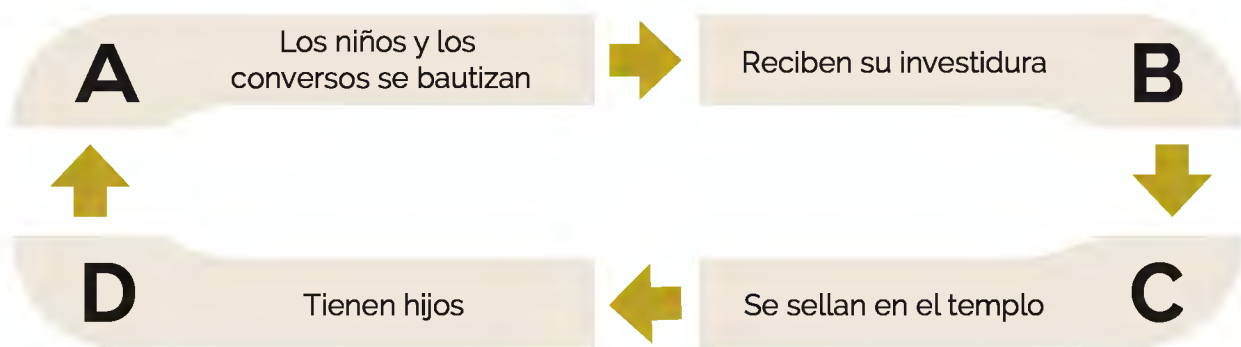 A
Los niños y los
conversos se bautizan
Reciben su investidura
B
D
Tienen hijos
Se sellan en el templo
C